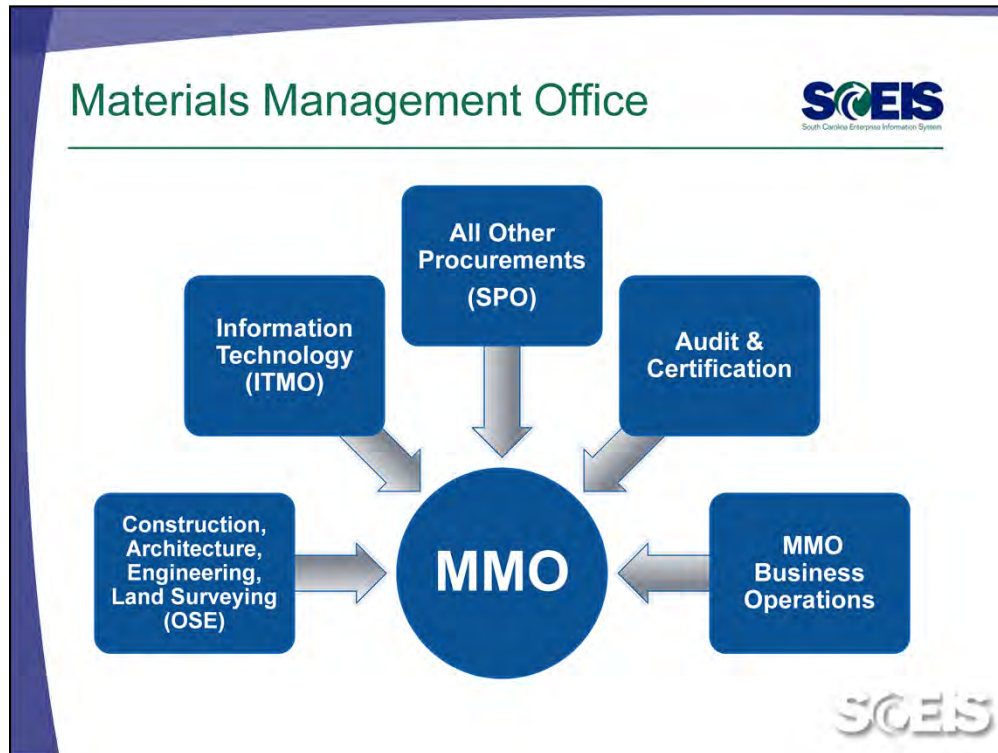 Materials Management Office
SCEIS
South Carolina Enterprise Information System
All Other
Procurements
(SPO)
Information
Technology
(ITMO)
Audit &
Certification
Construction,
Architecture,
Engineering,
Land Surveying
(OSE)
MMO
MMO
Business
Operations
SCEIS